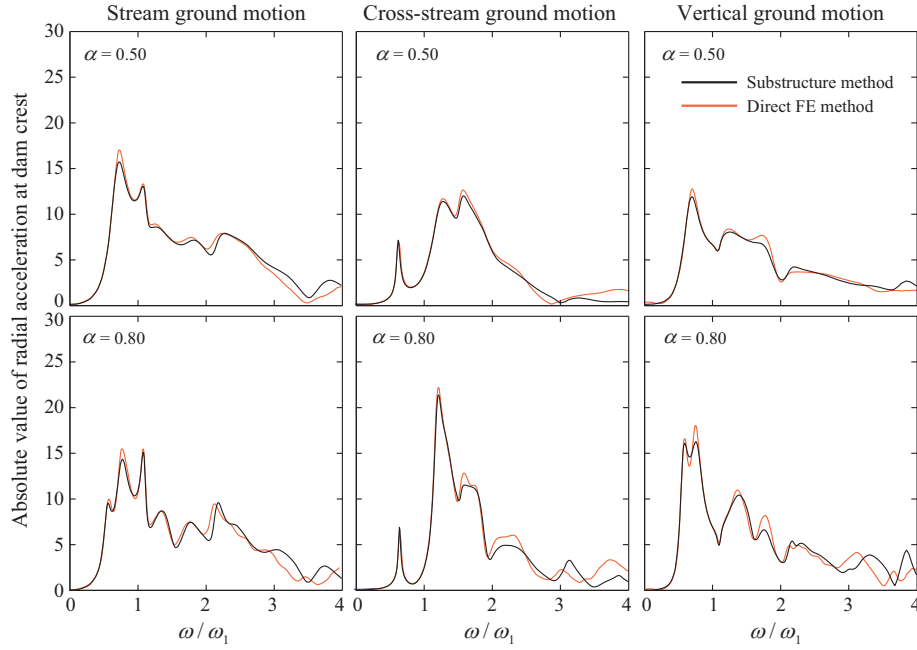 Stream ground motion
Cross-stream ground motion
Vertical ground motion
Absolute value of radial acceleration at dam crest
30
25
20
15
10
5
0
α = 0.50
α = 0.50
α = 0.50
Substructure method
Direct FE method
30
25
20
15
10
5
0
α = 0.80
α = 0.80
α = 0.80
0 1 2 3 4
0 1 2 3 4
0 1 2 3 4
ω / ω₁
ω / ω₁
ω / ω₁